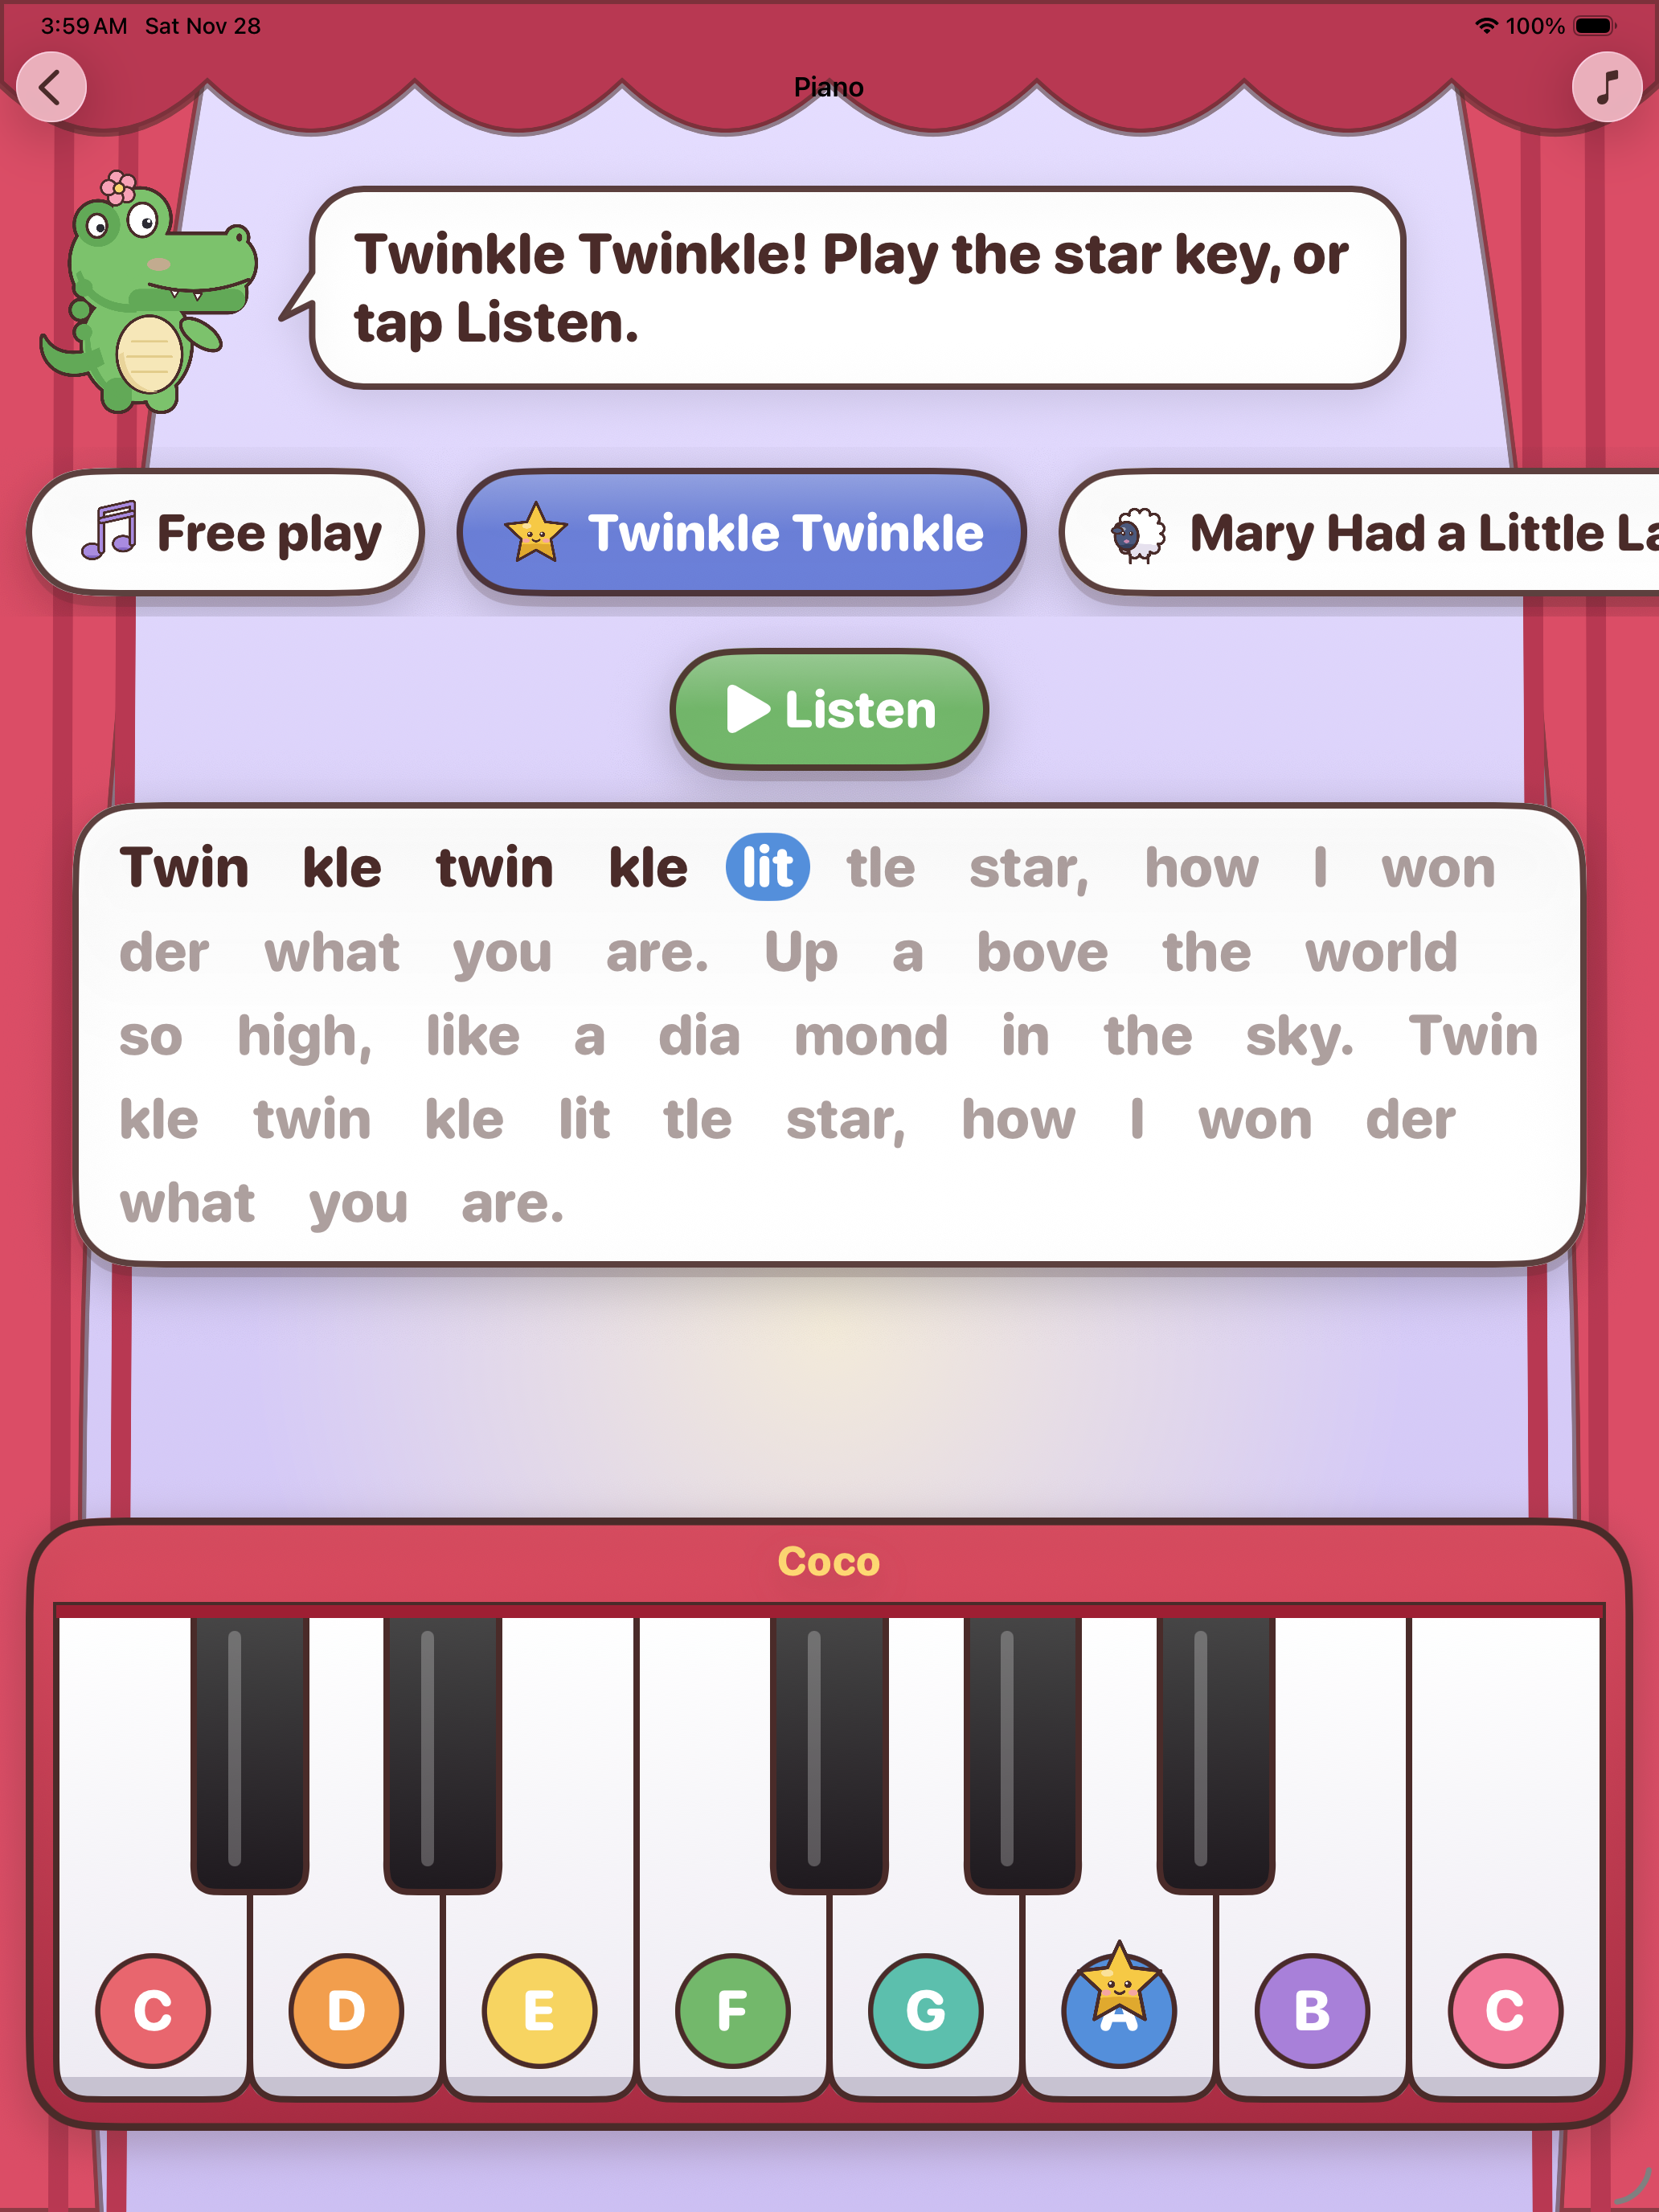 3:59 AM Sat Nov 28
100%
Piano
Twinkle Twinkle! Play the star key, or
tap Listen.
Free play
Twinkle Twinkle
Mary Had a Little La
Listen
Twin kle twin kle lit tle star, how I won
der what you are. Up a bove the world
so high, like a dia mond in the sky. Twin
kle twin kle lit tle star, how I won der
what you are.
Coco
C D E F G A B C